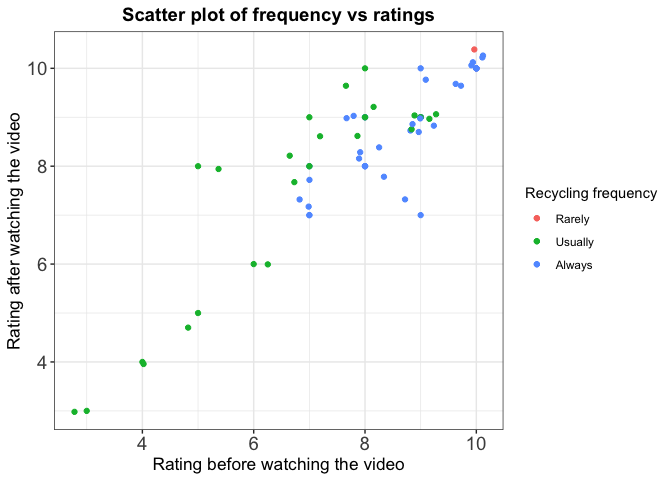 Scatter plot of frequency vs ratings
10
8
6
4
Rating after watching the video
4 6 8 10
Rating before watching the video
Recycling frequency
Rarely
Usually
Always